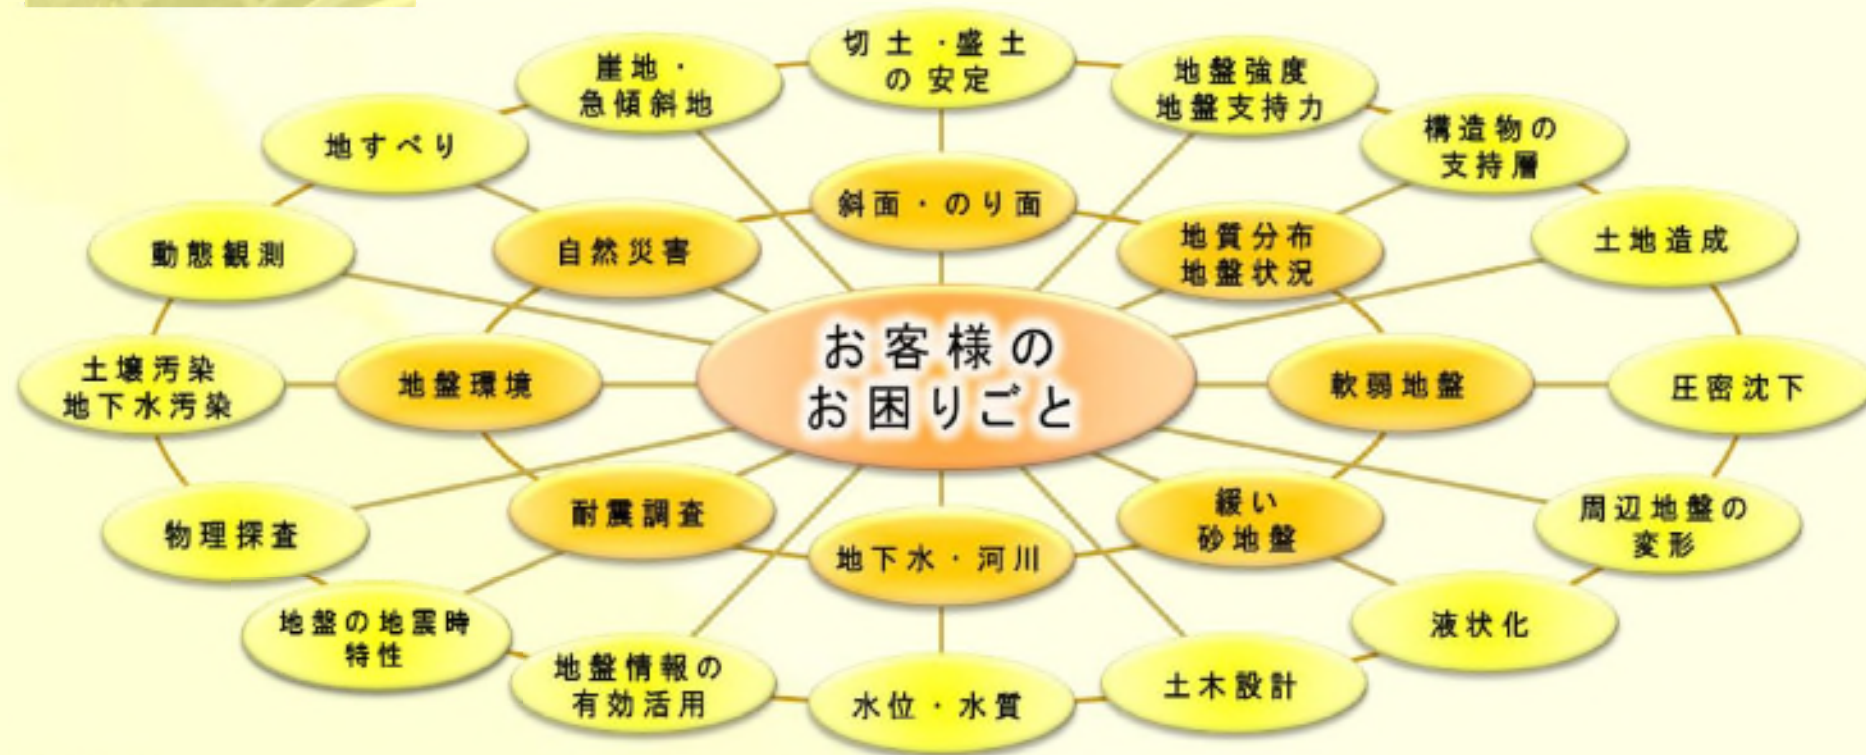 切土・盛土
の安定
崖地・
急傾斜地
地盤強度
地盤支持力
構造物の
支持層
地すべり
斜面・のり面
土地造成
動態観測
自然災害
地質分布
地盤状況
お客様の
お困りごと
土壌汚染
地下水汚染
地盤環境
軟弱地盤
圧密沈下
物理探査
耐震調査
地下水・河川
緩い
砂地盤
周辺地盤の
変形
地盤の地震時
特性
液状化
地盤情報の
有効活用
水位・水質
土木設計